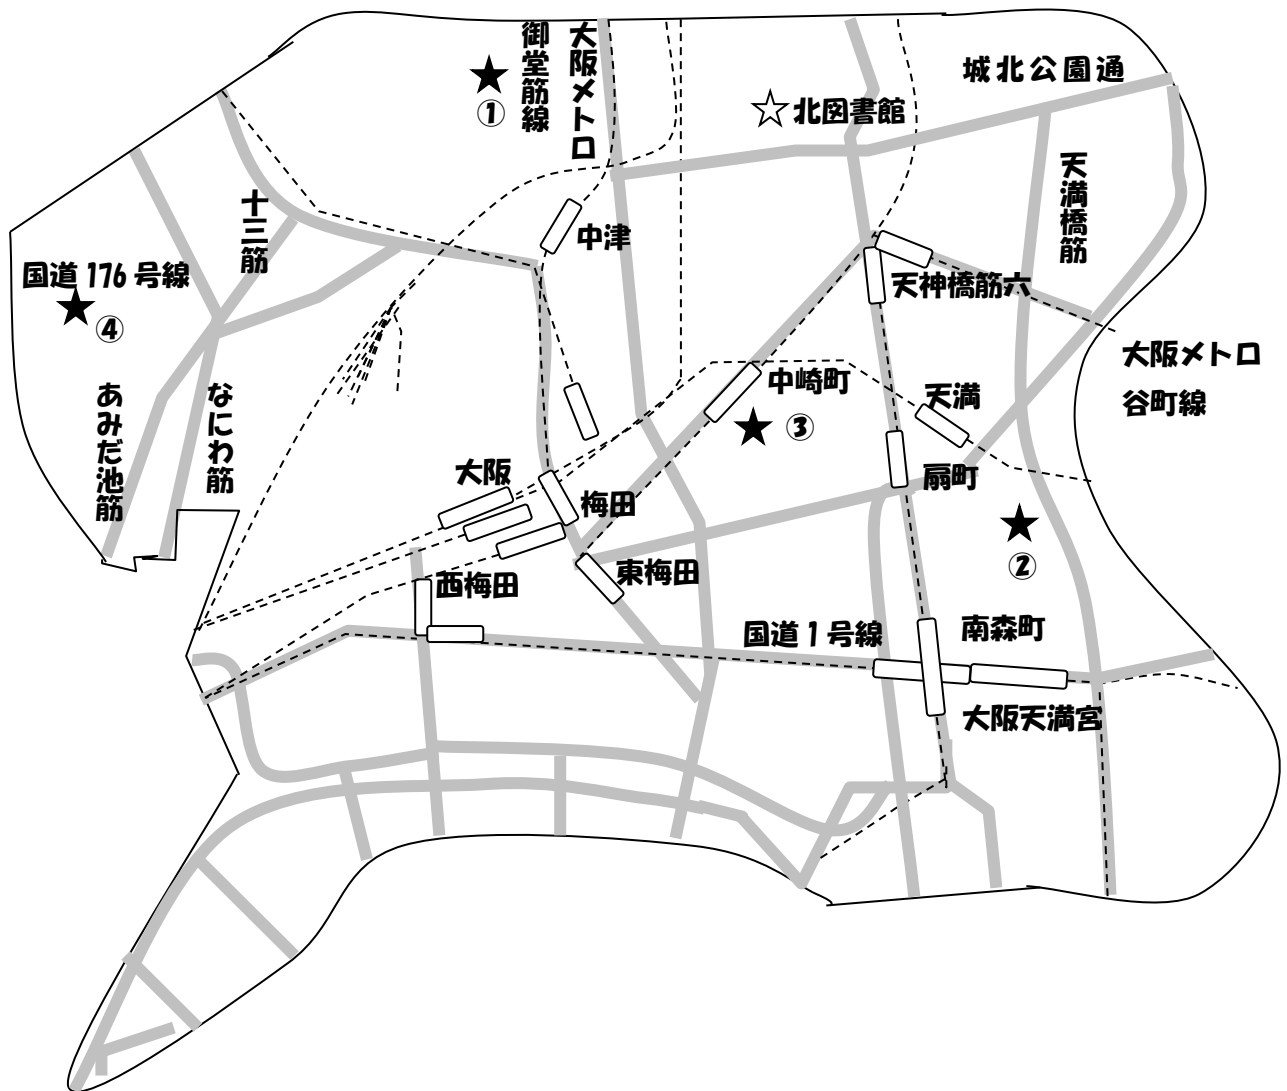 大阪メトロ
御堂筋線
①
☆北図書館
城北公園通
天満橋筋
十三筋
中津
国道176号線
④
天神橋筋六
大阪メトロ
谷町線
あみだ池筋
なにわ筋
中崎町
③
天満
大阪
梅田
扇町
②
西梅田
東梅田
国道1号線
南森町
大阪天満宮